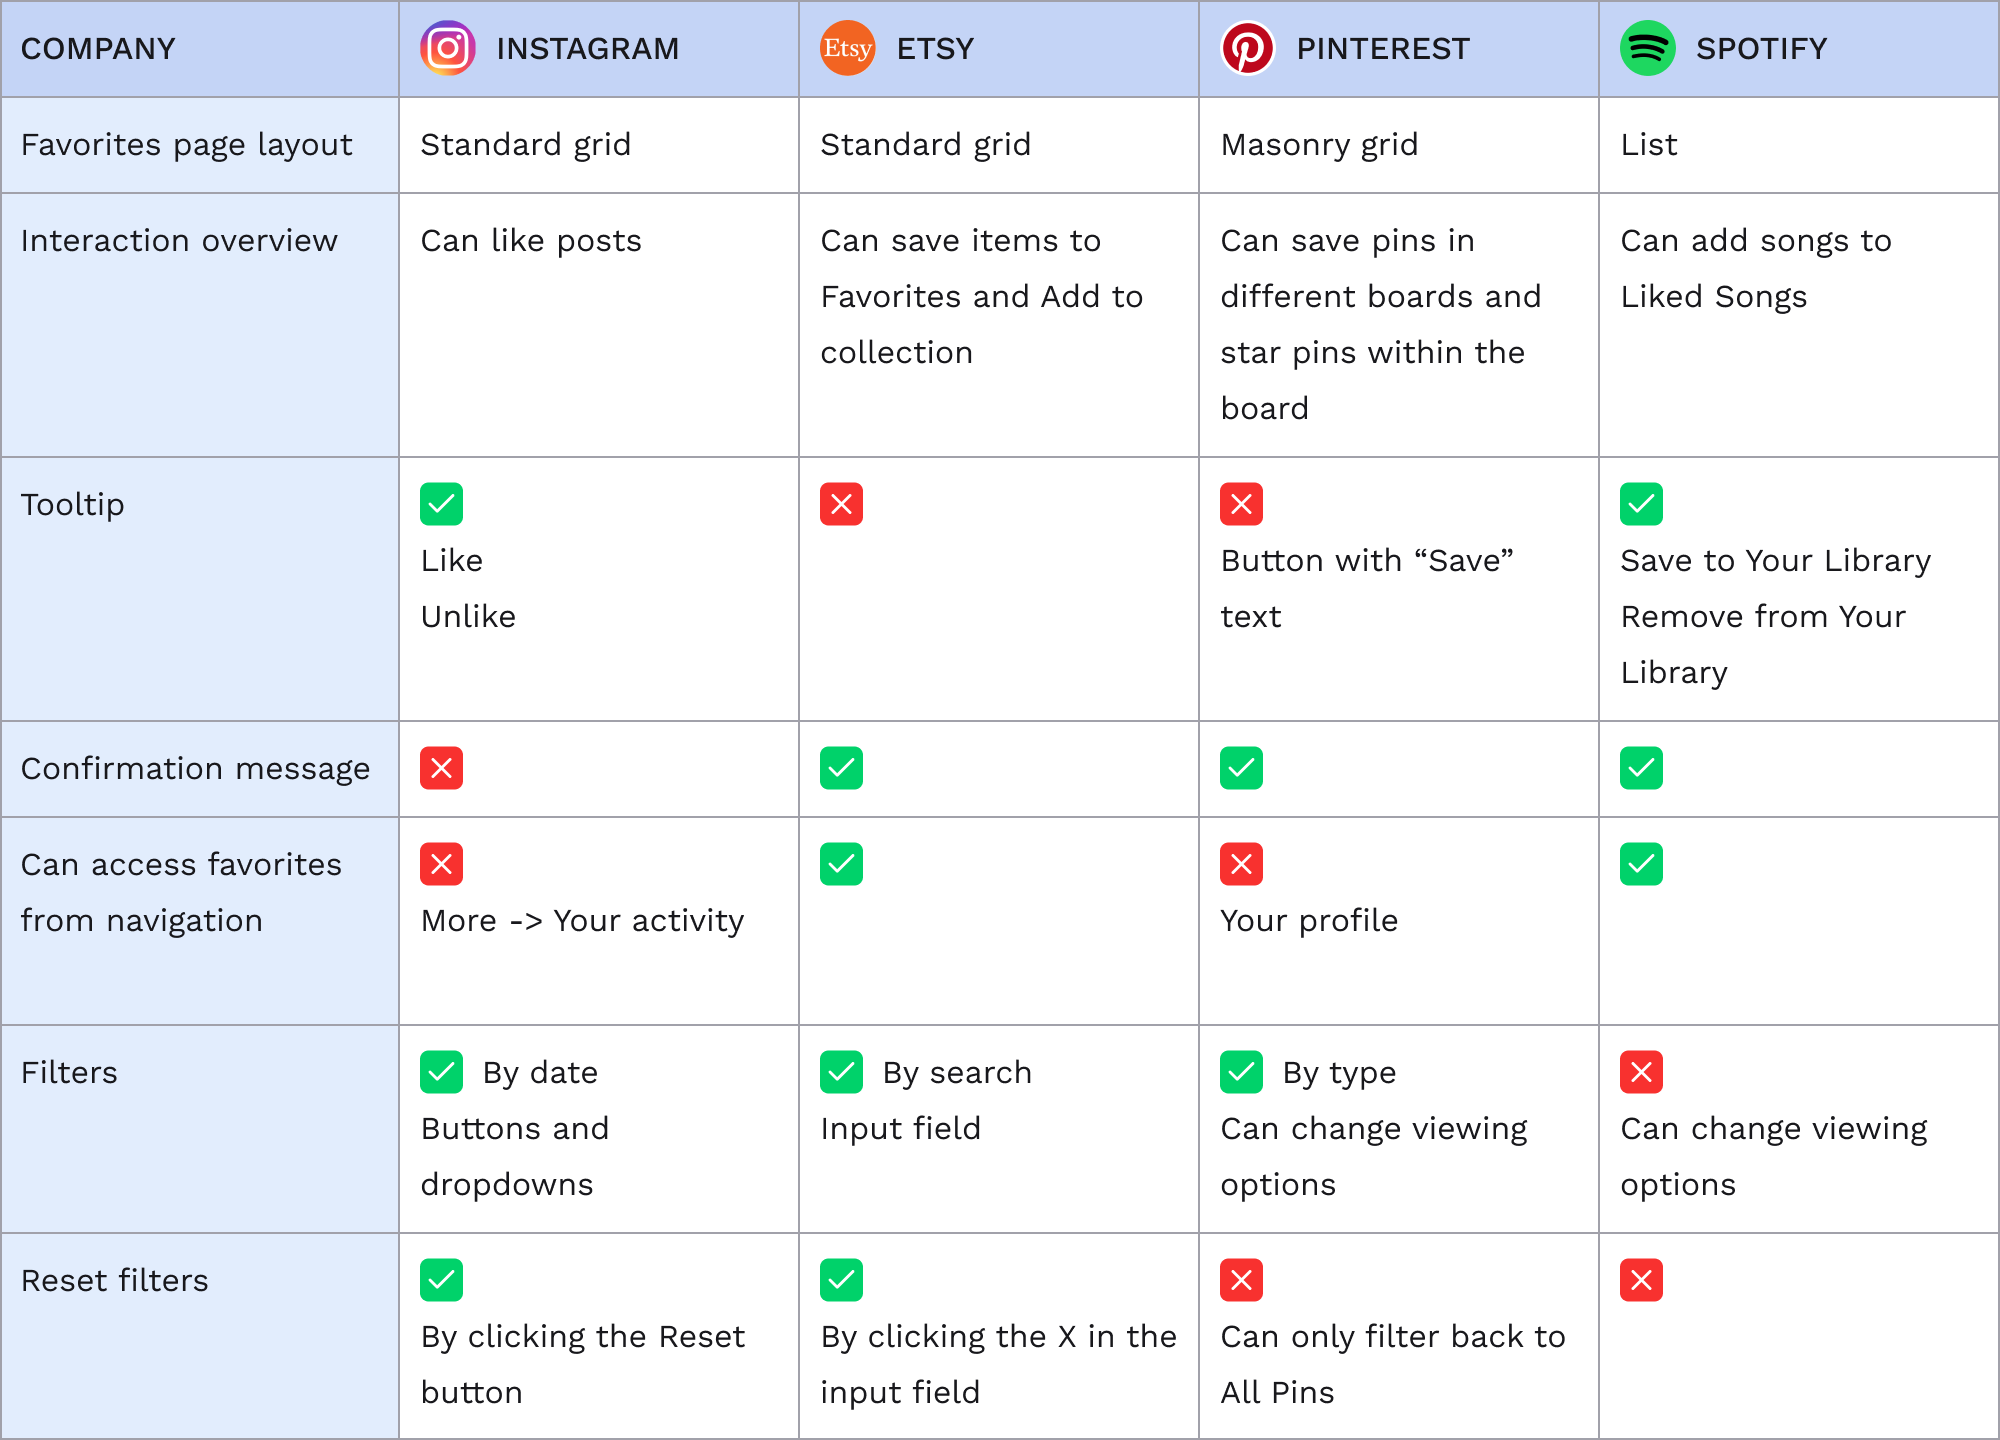 COMPANY
INSTAGRAM
Etsy
ETSY
PINTEREST
SPOTIFY
Favorites page layout
Standard grid
Standard grid
Masonry grid
List
Interaction overview
Can like posts
Can save items to
Favorites and Add to
collection
Can save pins in
different boards and
star pins within the
board
Can add songs to
Liked Songs
Tooltip
Like
Unlike
Button with “Save”
text
Save to Your Library
Remove from Your
Library
Confirmation message
Can access favorites
from navigation
More -> Your activity
Your profile
Filters
By date
Buttons and
dropdowns
By search
Input field
By type
Can change viewing
options
Can change viewing
options
Reset filters
By clicking the Reset
button
By clicking the X in the
input field
Can only filter back to
All Pins